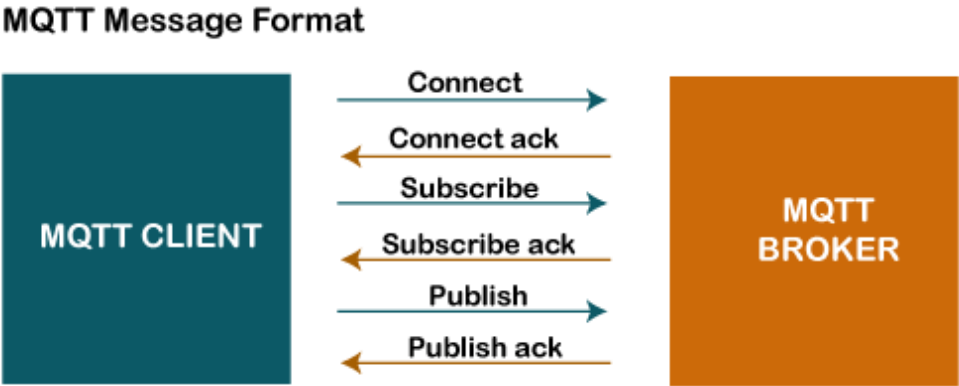 MQTT Message Format
MQTT CLIENT
Connect
Connect ack
Subscribe
Subscribe ack
Publish
Publish ack
MQTT
BROKER